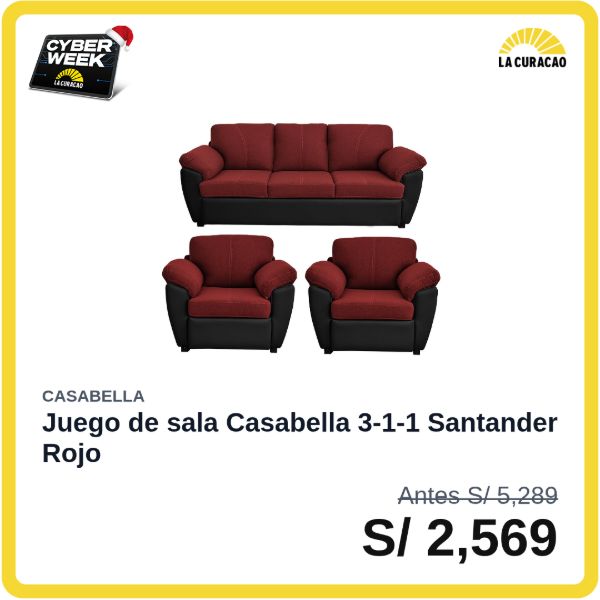 CYBER
WEEK
LA CURACAO
LA CURACAO
CASABELLA
Juego de sala Casabella 3-1-1 Santander
Rojo
Antes S/ 5,289
S/ 2,569